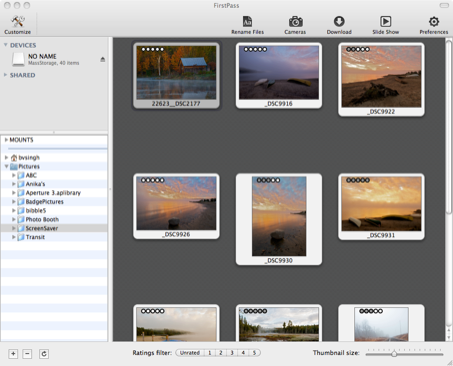 FirstPass
Customize
Rename Files
Cameras
Download
Slide Show
Preferences
DEVICES
NO NAME
MassStorage, 40 items
SHARED
MOUNTS
bvsingh
Pictures
ABC
Anika's
Aperture 3.aplibrary
BadgePictures
bibble5
Photo Booth
ScreenSaver
Transit
22623__DSC2177
_DSC9916
_DSC9922
_DSC9926
_DSC9930
_DSC9931
Ratings filter:
Unrated 1 2 3 4 5
Thumbnail size: